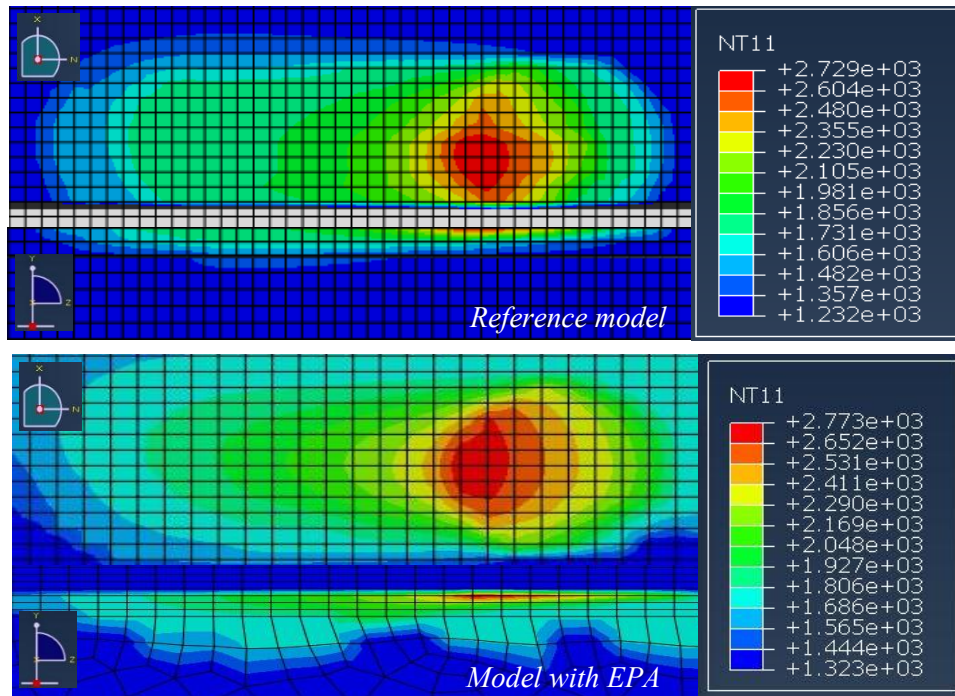 X
N
NT11
+2.729e+03
+2.604e+03
+2.480e+03
+2.355e+03
+2.230e+03
+2.105e+03
+1.981e+03
+1.856e+03
+1.731e+03
+1.606e+03
+1.482e+03
+1.357e+03
+1.232e+03
Y
Z
Reference model
X
N
NT11
+2.773e+03
+2.652e+03
+2.531e+03
+2.411e+03
+2.290e+03
+2.169e+03
+2.048e+03
+1.927e+03
+1.806e+03
+1.686e+03
+1.565e+03
+1.444e+03
+1.323e+03
Y
Z
Model with EPA